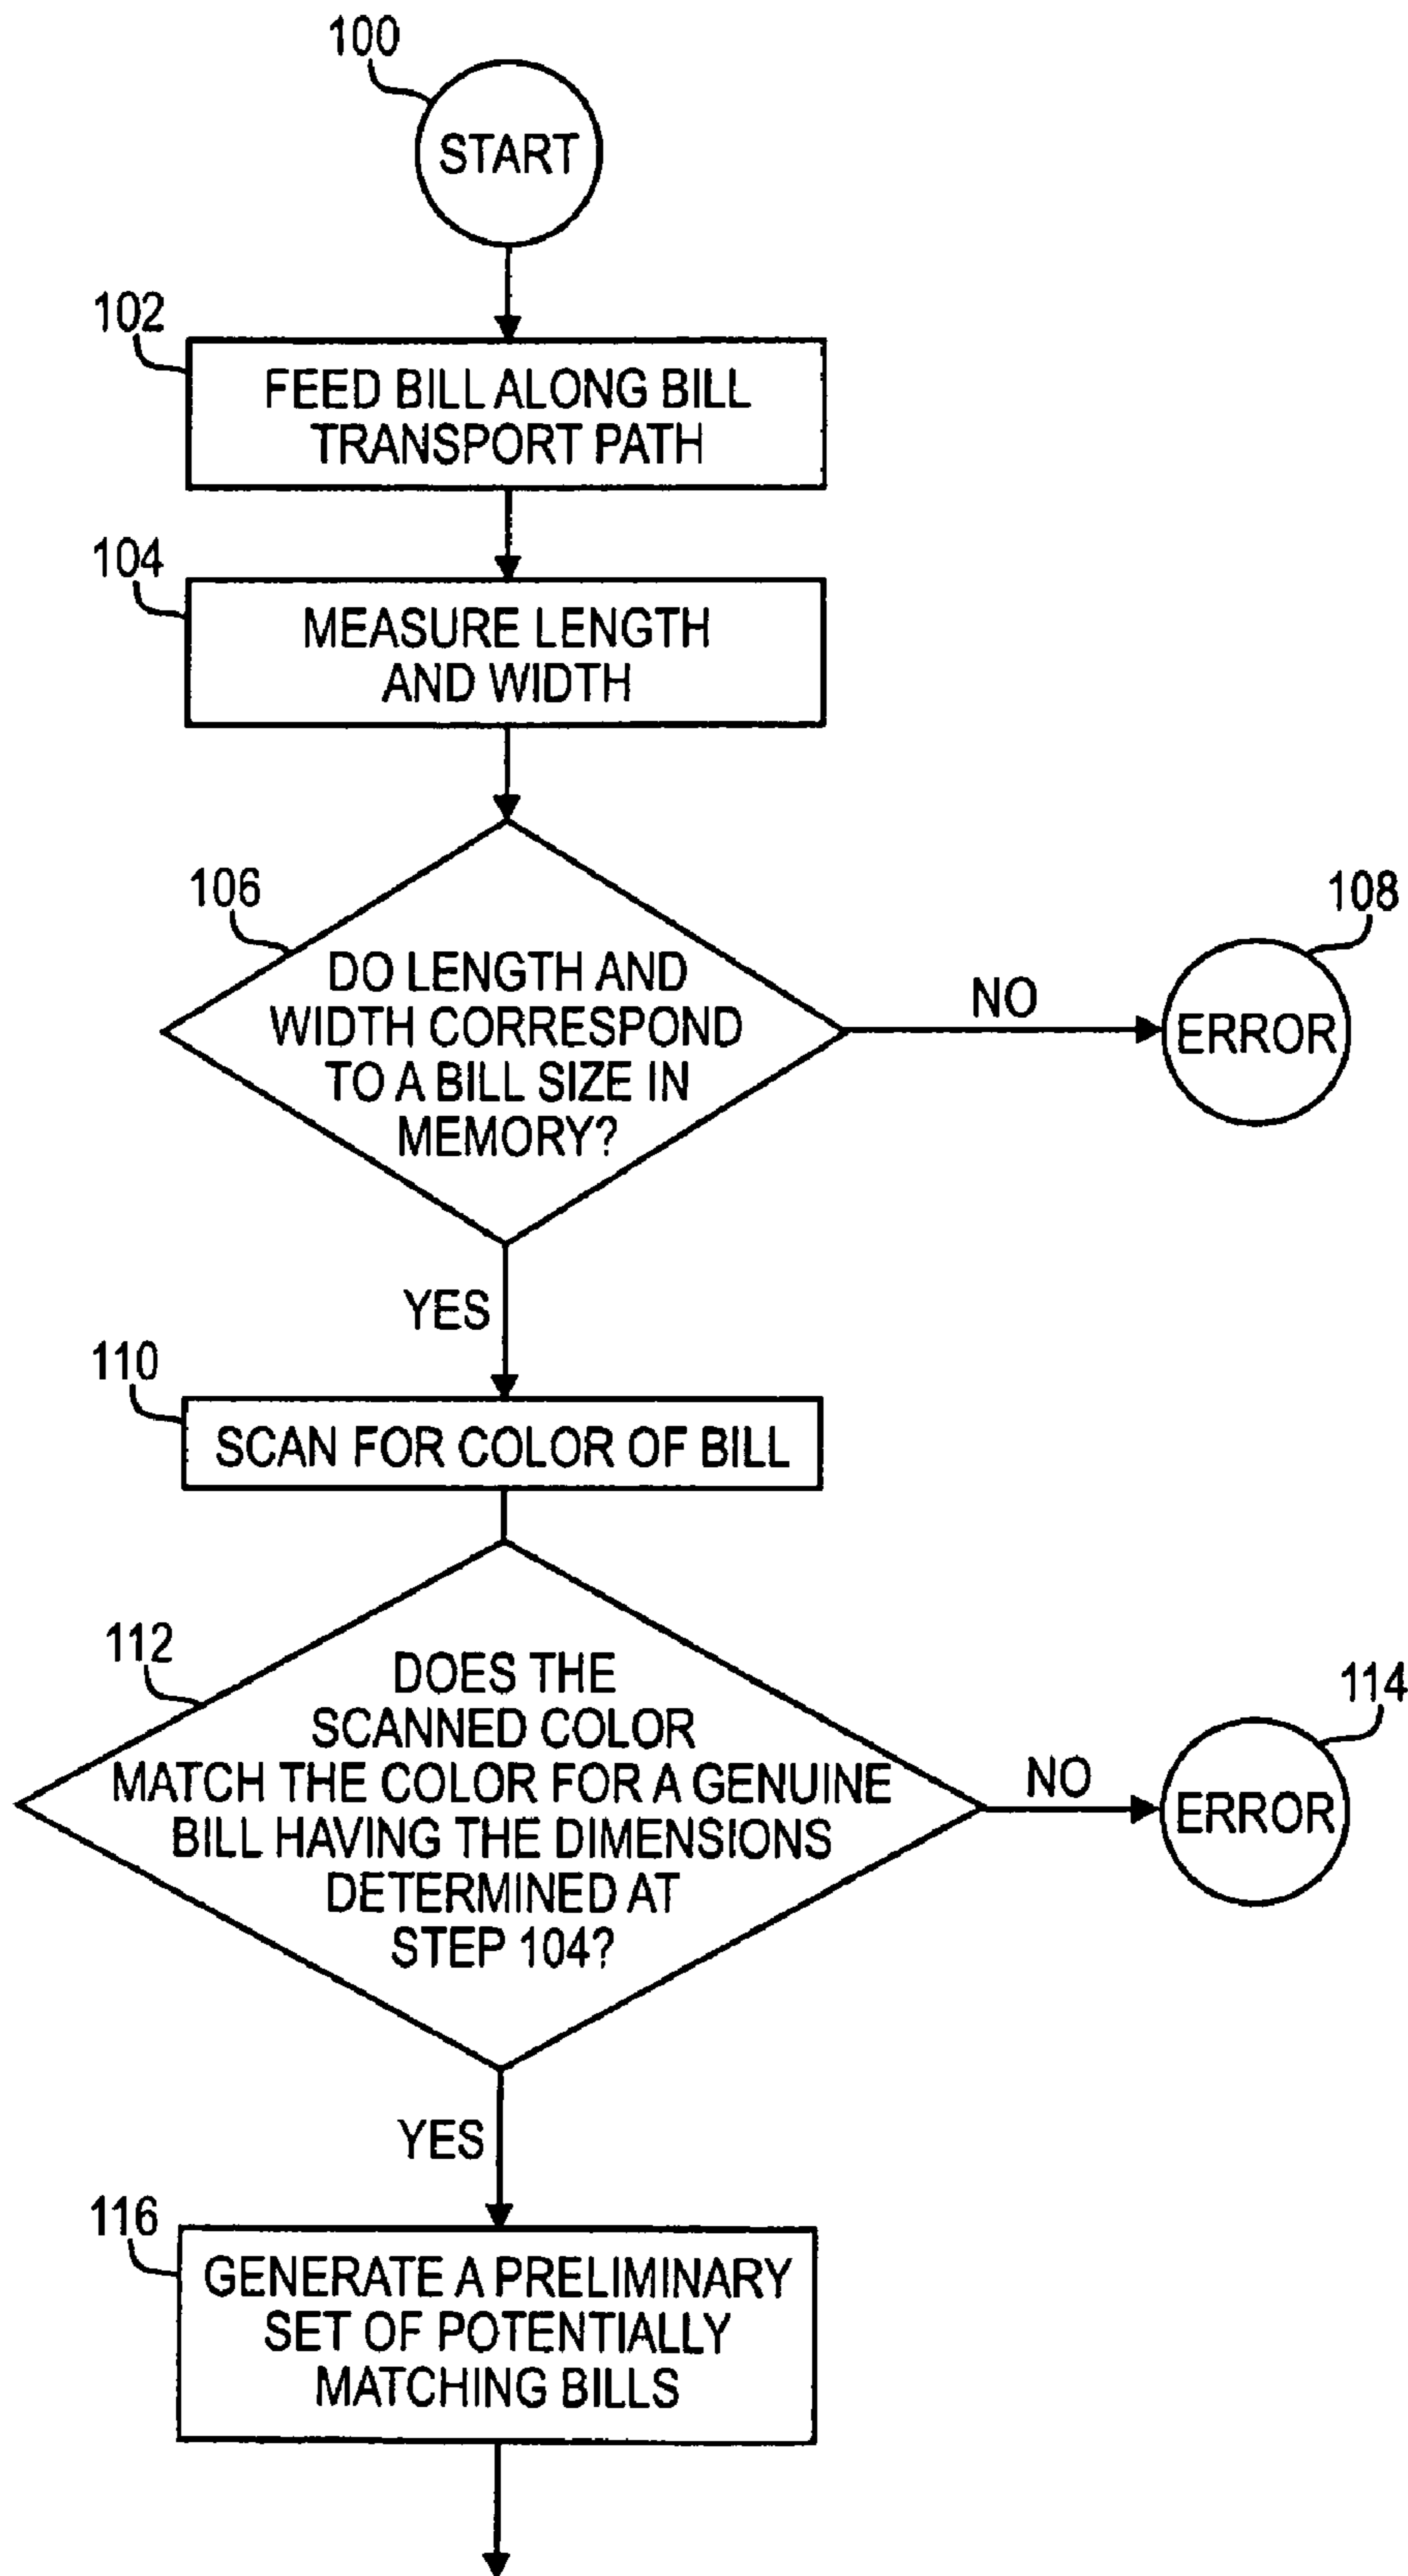 100
START
102
FEED BILL ALONG BILL
TRANSPORT PATH
104
MEASURE LENGTH
AND WIDTH
106
DO LENGTH AND
WIDTH CORRESPOND
TO A BILL SIZE IN
MEMORY?
NO
108
ERROR
YES
110
SCAN FOR COLOR OF BILL
112
DOES THE
SCANNED COLOR
MATCH THE COLOR FOR A GENUINE
BILL HAVING THE DIMENSIONS
DETERMINED AT
STEP 104?
NO
114
ERROR
YES
116
GENERATE A PRELIMINARY
SET OF POTENTIALLY
MATCHING BILLS